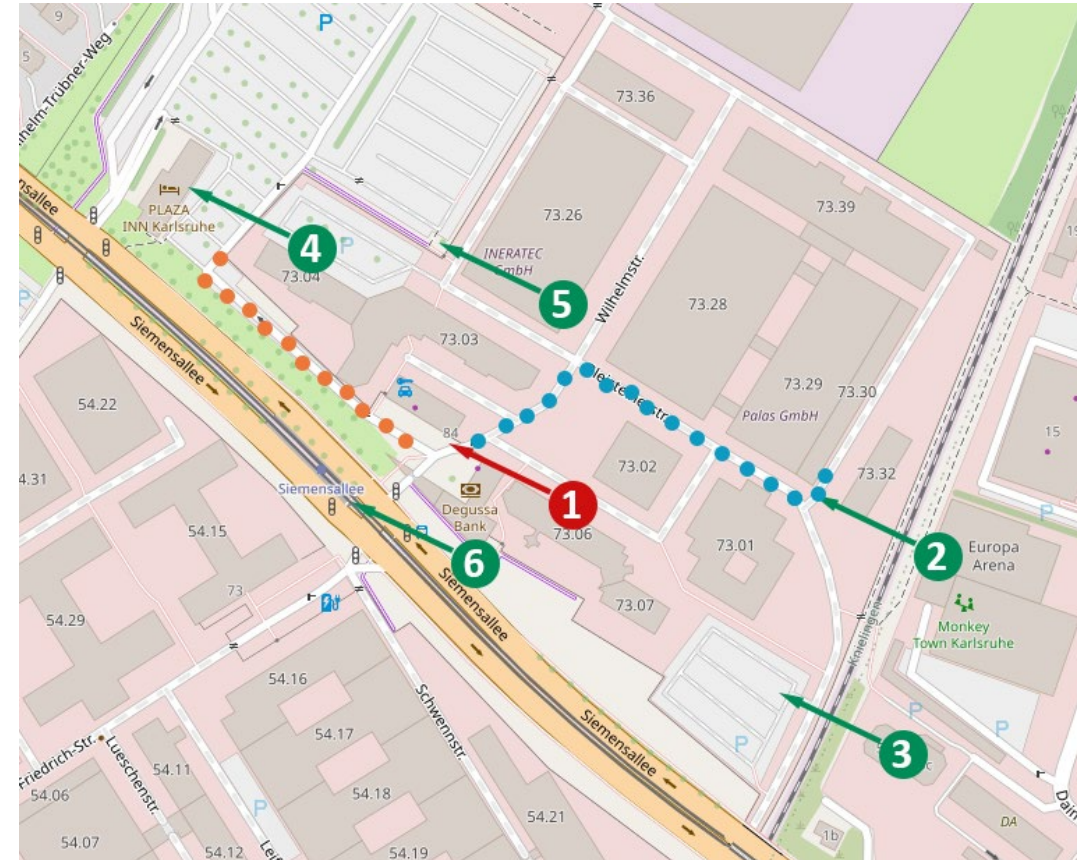 9
5
P
73.36
helm-Trübner-Weg
nsallee
PLAZA
INN Karlsruhe
4
P
73.04
5
INERATEC
GmbH
73.26
Wilhelmstr.
73.39
73.28
73.03
Siemensallee
Siemensallee
54.22
73.29
73.30
Palas GmbH
15
84
1
73.02
73.32
4.31
Siemensallee
Degussa
Bank
73.06
73.01
2
Europa
Arena
P
54.15
6
73
Siemensallee
73.07
Monkey
Town Karlsruhe
54.29
54.16
Schwennstr.
Siemensallee
P
3
P
P
54.17
Friedrich-Str.
Lueschenstr.
54.11
54.18
54.06
P
54.21
DA
1b
54.07
54.12
54.19